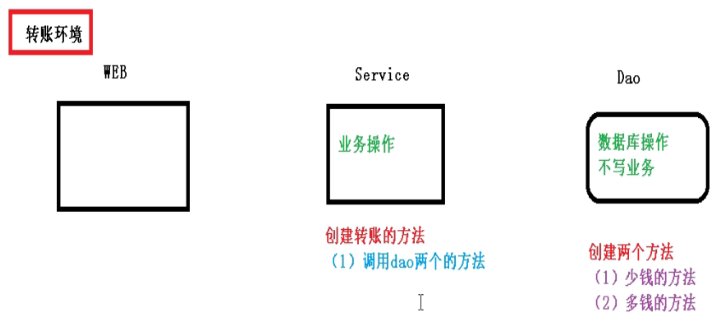 转账环境
WEB
Service
Dao
业务操作
数据库操作
不写业务
创建转账的方法
（1）调用dao两个的方法
创建两个方法
（1）少钱的方法
（2）多钱的方法